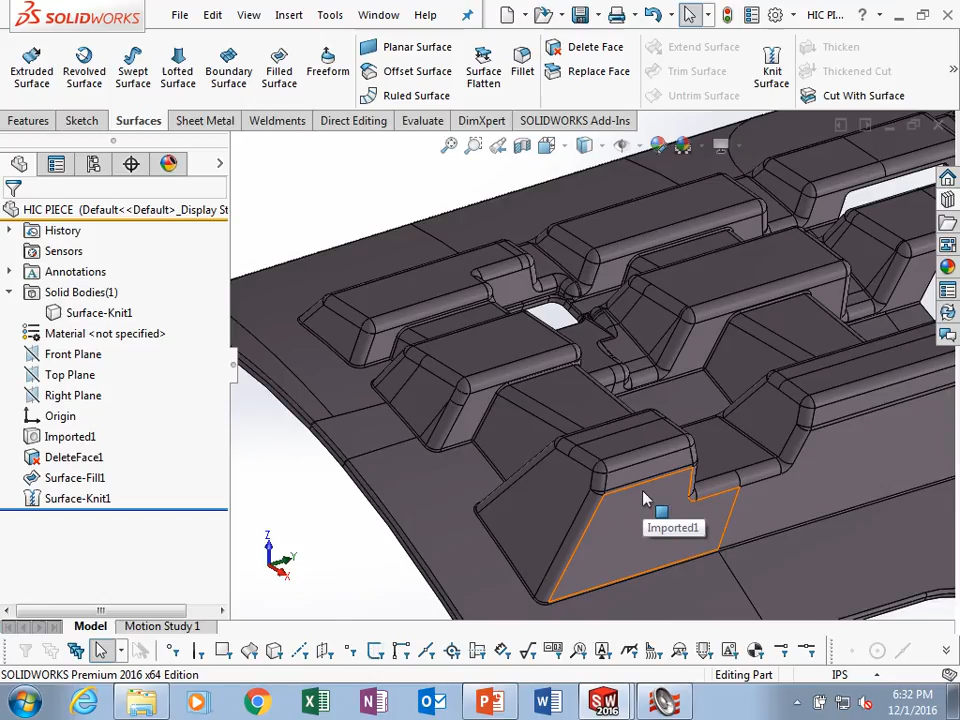 SOLIDWORKS File Edit View Insert Tools Window Help HIC PI... ?
Extruded Surface
Revolved Surface
Swept Surface
Lofted Surface
Boundary Surface
Filled Surface
Freeform
Planar Surface
Offset Surface
Ruled Surface
Surface Flatten
Fillet
Delete Face
Replace Face
Extend Surface
Trim Surface
Untrim Surface
Knit Surface
Thicken
Thickened Cut
Cut With Surface
Features Sketch Surfaces Sheet Metal Weldments Direct Editing Evaluate DimXpert SOLIDWORKS Add-Ins
HIC PIECE (Default<<Default>_Display St
History
Sensors
Annotations
Solid Bodies(1)
Surface-Knit1
Material <not specified>
Front Plane
Top Plane
Right Plane
Origin
Imported1
DeleteFace1
Surface-Fill1
Surface-Knit1
Imported1
Z
Y
X
Model Motion Study 1
SOLIDWORKS Premium 2016 x64 Edition Editing Part IPS
6:32 PM
12/1/2016